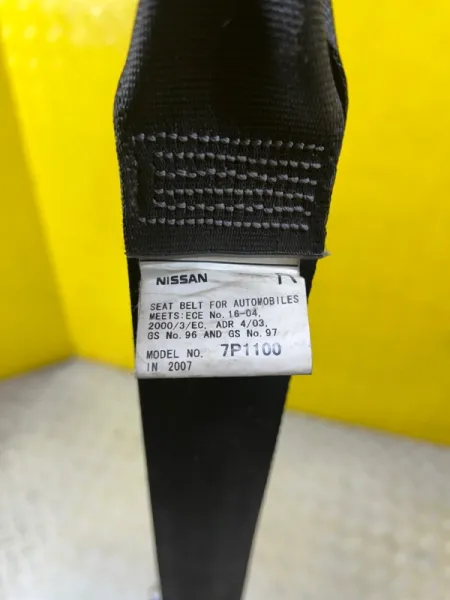 NISSAN
SEAT BELT FOR AUTOMOBILES
MEETS:ECE No.16-04,
2000/3/EC, ADR 4/03,
GS No.96 AND GS No.97
MODEL NO. 7P1100
IN 2007